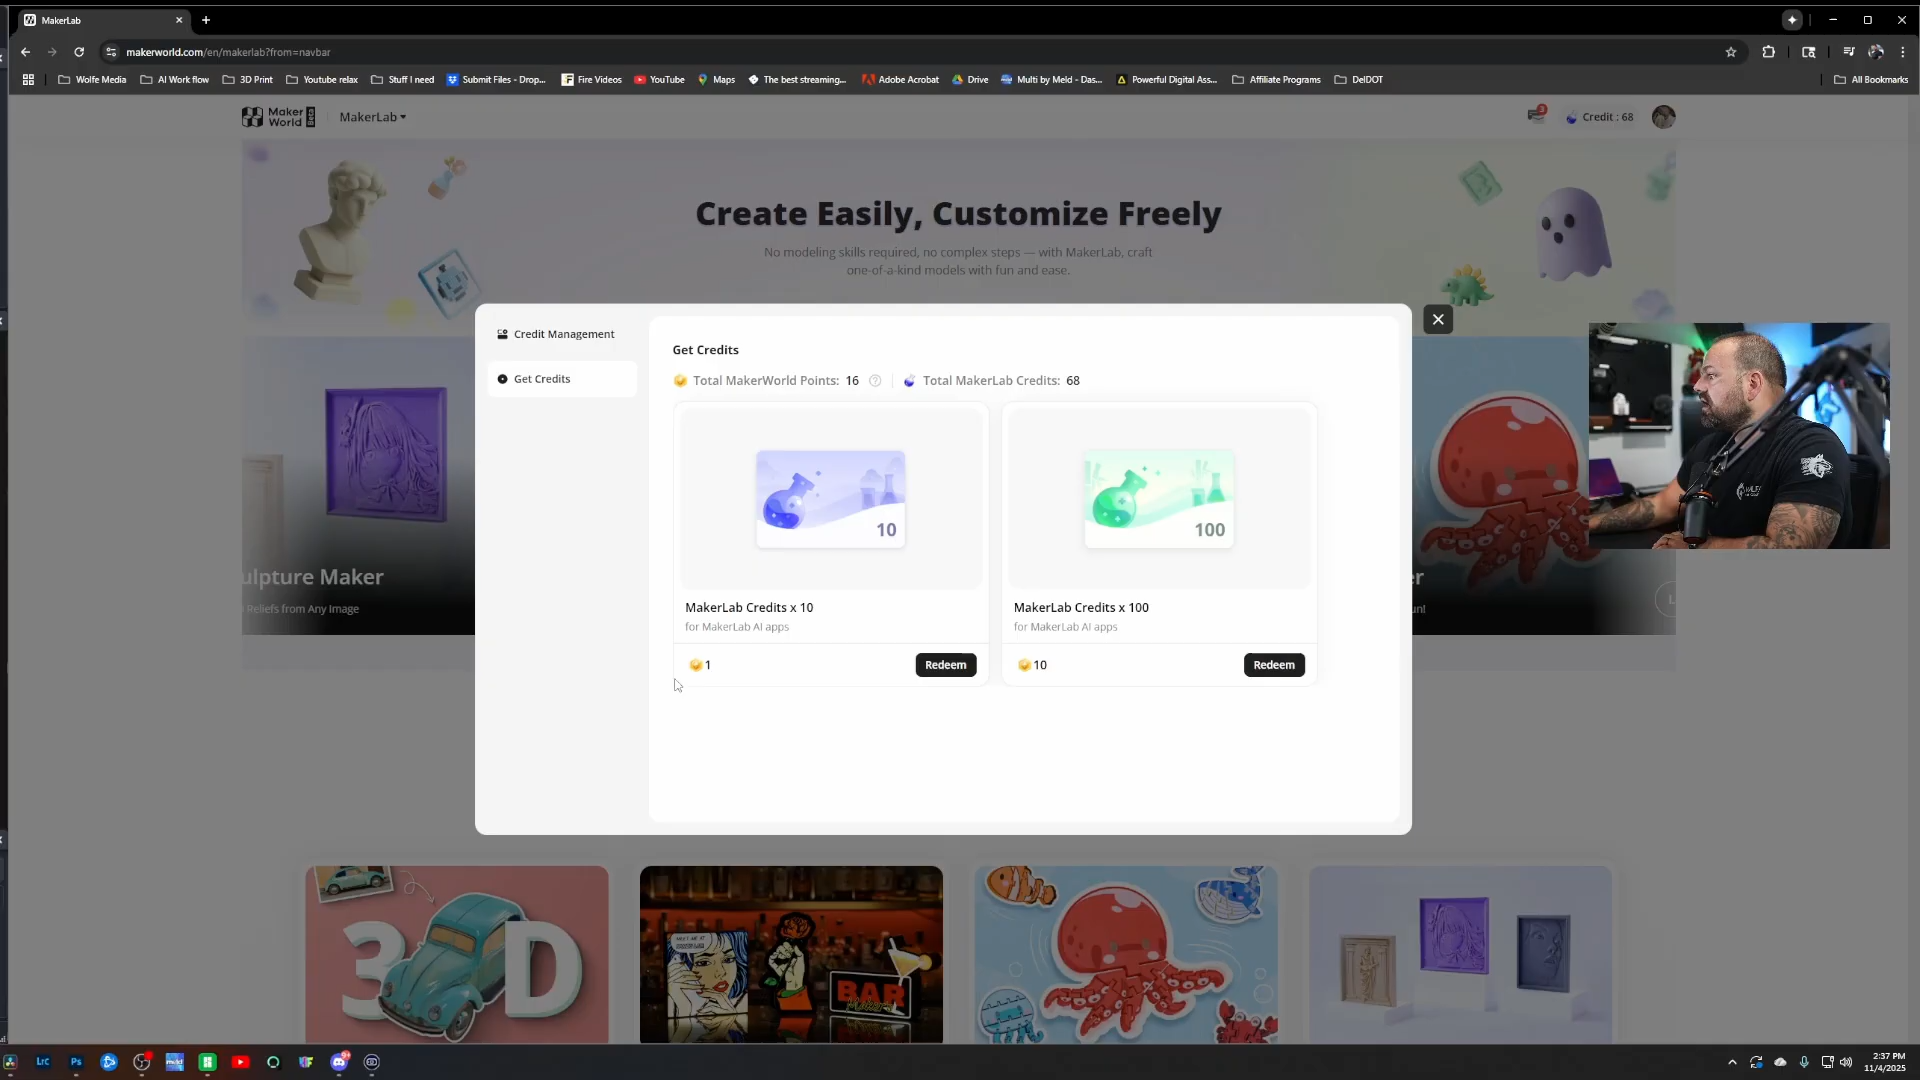 MakerLab
makerworld.com/en/makerlab?from=navbar
Wolfe Media
AI Work flow
3D Print
Youtube relax
Stuff I need
Submit Files - Drop...
Fire Videos
YouTube
Maps
The best streaming...
Adobe Acrobat
Drive
Multi by Meld - Das...
Powerful Digital Ass...
Affiliate Programs
DelDOT
All Bookmarks
Maker World
MakerLab
3
Credit : 68
Create Easily, Customize Freely
No modeling skills required, no complex steps — with MakerLab, craft
one-of-a-kind models with fun and ease.
Credit Management
Get Credits
Get Credits
Total MakerWorld Points: 16
Total MakerLab Credits: 68
10
100
MakerLab Credits x 10
for MakerLab AI apps
1
Redeem
MakerLab Credits x 100
for MakerLab AI apps
10
Redeem
ulpture Maker
Reliefs from Any Image
er
un!
3D
BAR
LrC
Ps
2:37 PM
11/4/2025